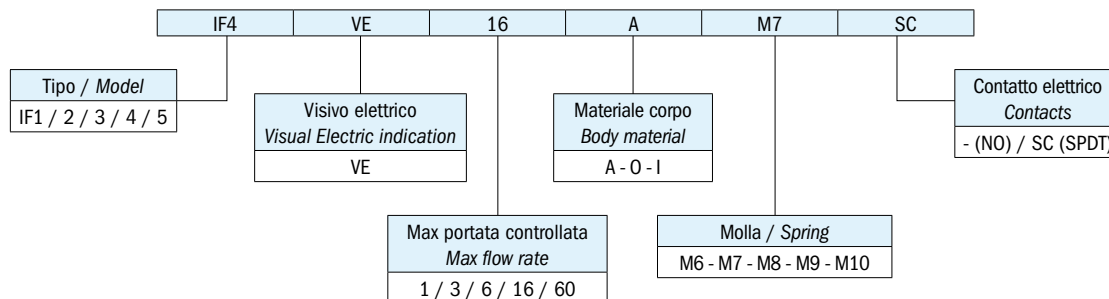 IF4 VE 16 A M7 SC
Tipo / Model
IF1 / 2 / 3 / 4 / 5
Visivo elettrico
Visual Electric indication
VE
Max portata controllata
Max flow rate
1 / 3 / 6 / 16 / 60
Materiale corpo
Body material
A - O - I
Molla / Spring
M6 - M7 - M8 - M9 - M10
Contatto elettrico
Contacts
- (NO) / SC (SPDT)